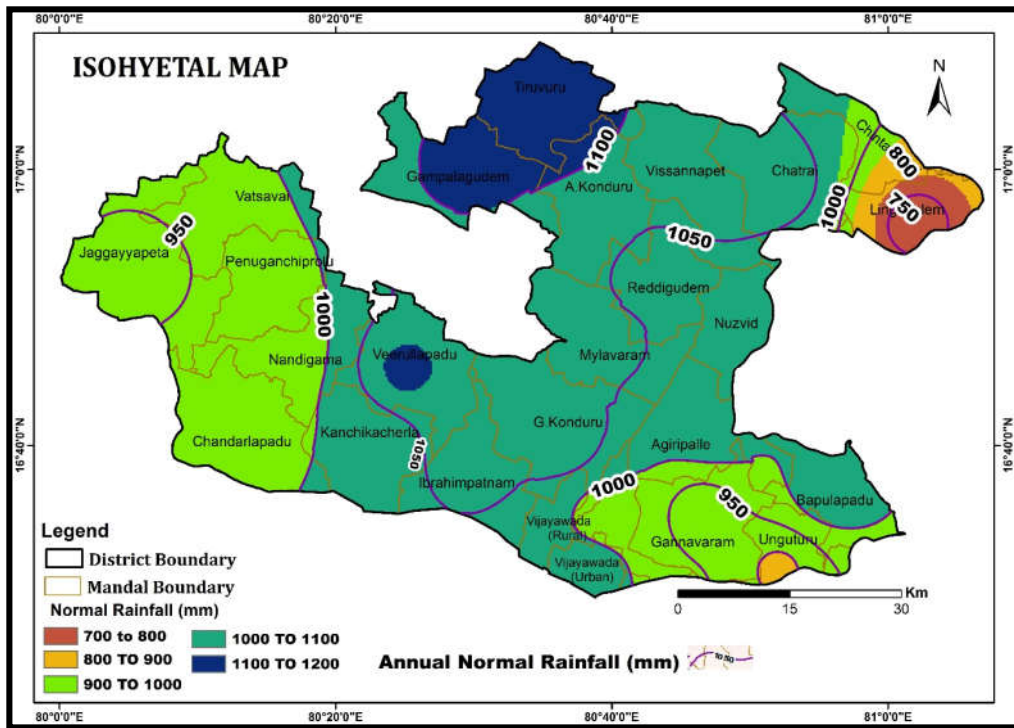 80°0'0"E 80°20'0"E 80°40'0"E 81°0'0"E
ISOHYETAL MAP
N
Tiruvuru
1100
Gampalagudem
A.Konduru
Vissannapet
Chatrai
Chinta
800
17°0'0"N
17°0'0"N
Vatsavai
950
Jaggayyapeta
Penuganchiprolu
1000
750
1050
Reddigudem
1000
Nuzvid
Nandigama
Veerullapadu
Mylavaram
Chandarlapadu
Kanchikacherla
1050
G.Konduru
Agiripalle
16°40'0"N
16°40'0"N
Ibrahimpatnam
1000
950
Bapulapadu
Vijayawada
(Rural)
Gannavaram
Unguturu
Vijayawada
(Urban)
Legend
District Boundary
Mandal Boundary
Normal Rainfall (mm)
700 to 800
800 TO 900
900 TO 1000
1000 TO 1100
1100 TO 1200
Annual Normal Rainfall (mm)
1050
Km
0 15 30
80°0'0"E 80°20'0"E 80°40'0"E 81°0'0"E